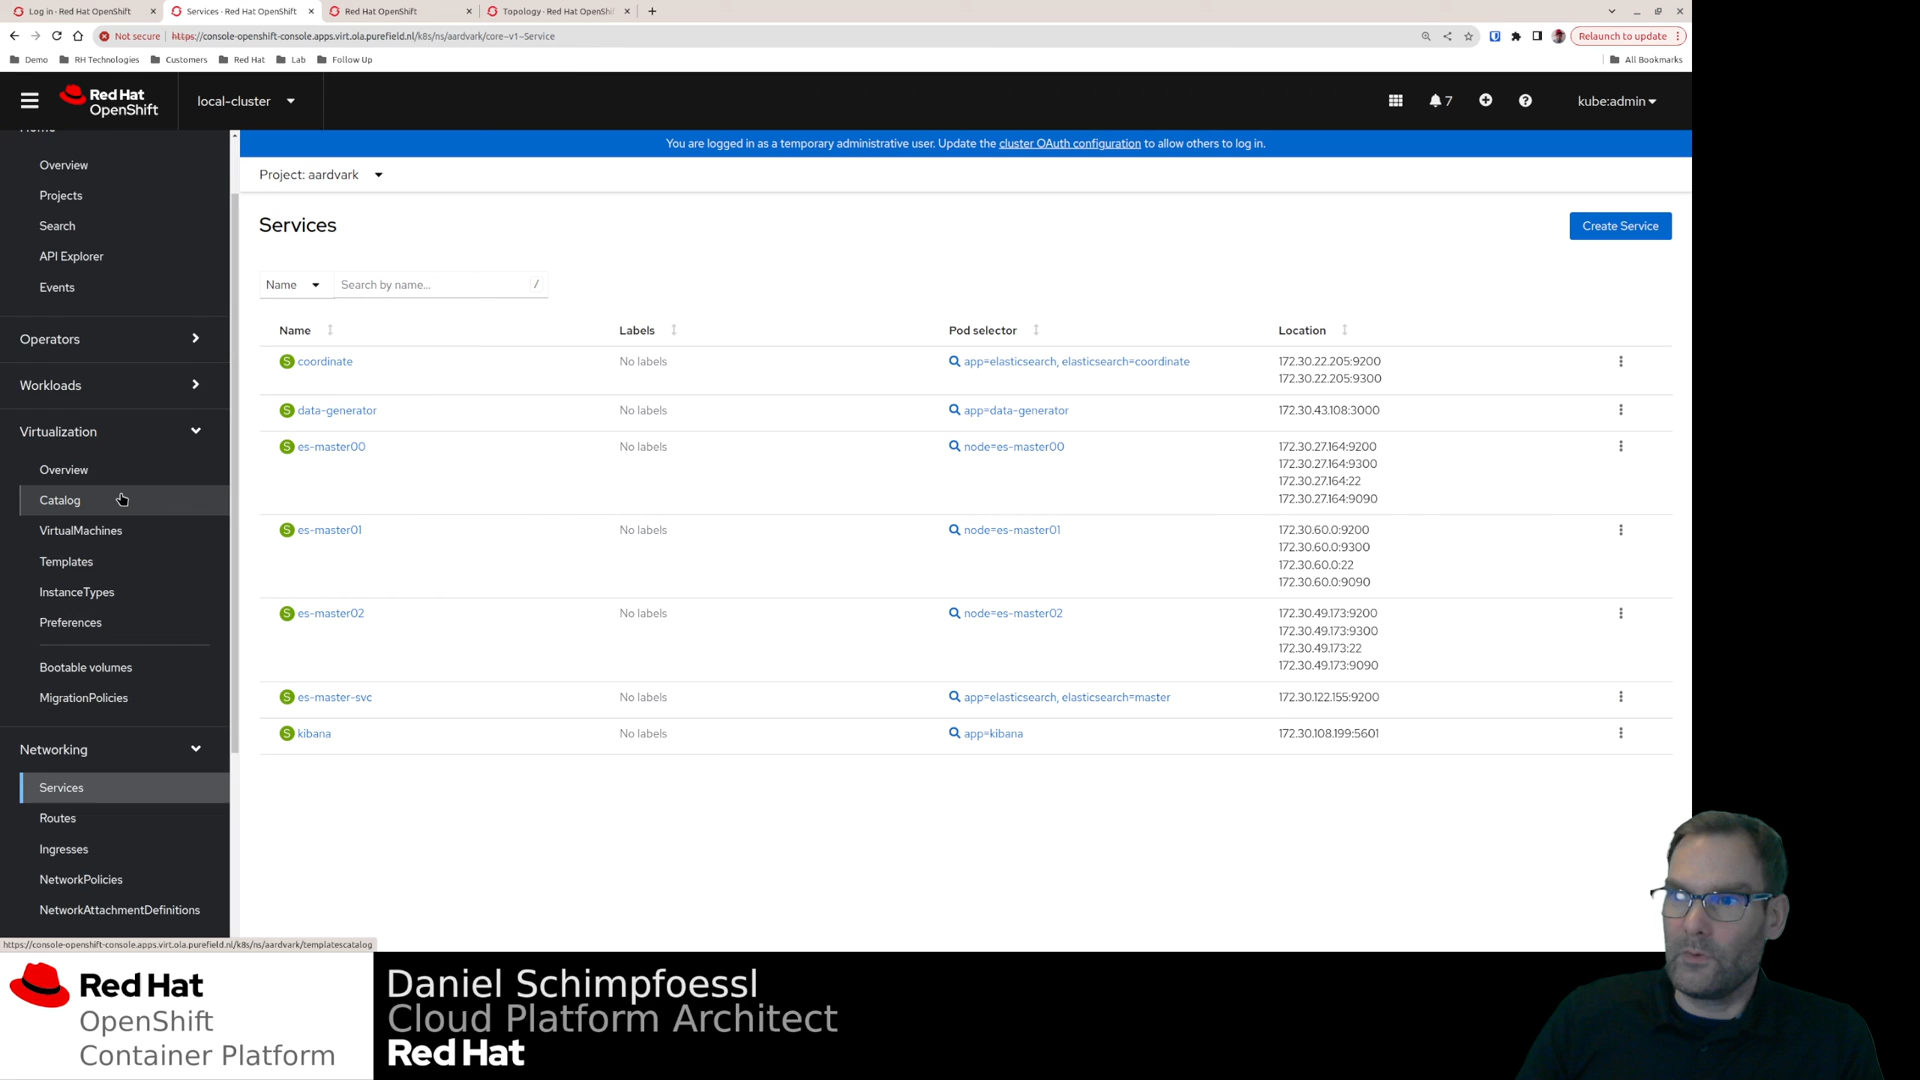 Log in · Red Hat OpenShift
Services · Red Hat OpenShift
Red Hat OpenShift
Topology · Red Hat OpenShi
Not secure
https://console-openshift-console.apps.virt.ola.purefield.nl/k8s/ns/aardvark/core~v1~Service
Relaunch to update
Demo
RH Technologies
Customers
Red Hat
Lab
Follow Up
All Bookmarks
Red Hat
OpenShift
local-cluster
7
kube:admin
You are logged in as a temporary administrative user. Update the cluster OAuth configuration to allow others to log in.
Home
Overview
Projects
Search
API Explorer
Events
Operators
Workloads
Virtualization
Overview
Catalog
VirtualMachines
Templates
InstanceTypes
Preferences
Bootable volumes
MigrationPolicies
Networking
Services
Routes
Ingresses
NetworkPolicies
NetworkAttachmentDefinitions
Project: aardvark
Services
Create Service
Name
Search by name...
/
Name
Labels
Pod selector
Location
S coordinate
No labels
app=elasticsearch, elasticsearch=coordinate
172.30.22.205:9200
172.30.22.205:9300
S data-generator
No labels
app=data-generator
172.30.43.108:3000
S es-master00
No labels
node=es-master00
172.30.27.164:9200
172.30.27.164:9300
172.30.27.164:22
172.30.27.164:9090
S es-master01
No labels
node=es-master01
172.30.60.0:9200
172.30.60.0:9300
172.30.60.0:22
172.30.60.0:9090
S es-master02
No labels
node=es-master02
172.30.49.173:9200
172.30.49.173:9300
172.30.49.173:22
172.30.49.173:9090
S es-master-svc
No labels
app=elasticsearch, elasticsearch=master
172.30.122.155:9200
S kibana
No labels
app=kibana
172.30.108.199:5601
https://console-openshift-console.apps.virt.ola.purefield.nl/k8s/ns/aardvark/templatescatalog
Red Hat
OpenShift
Container Platform
Daniel Schimpfoessl
Cloud Platform Architect
Red Hat